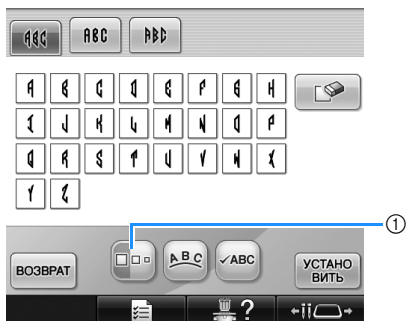 ABC ABC ABC
A B C D E F G H
I J K L M N O P
Q R S T U V W X
Y Z
①
ВОЗВРАТ ABC ✓ABC УСТАНО
ВИТЬ
?